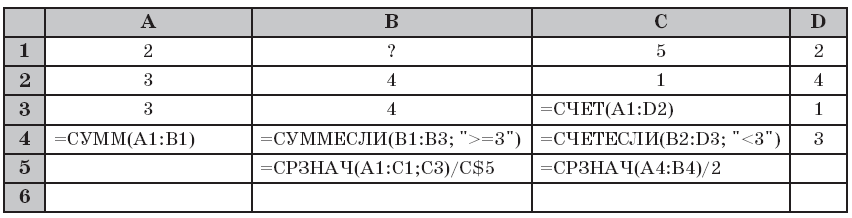 A B C D
1 2 ? 5 2
2 3 4 1 4
3 3 4 =СЧЕТ(A1:D2) 1
4 =СУММ(A1:B1) =СУММЕСЛИ(B1:B3; ">=3") =СЧЕТЕСЛИ(B2:D3; "<3") 3
5 =СРЗНАЧ(A1:C1;C3)/C$5 =СРЗНАЧ(A4:B4)/2
6